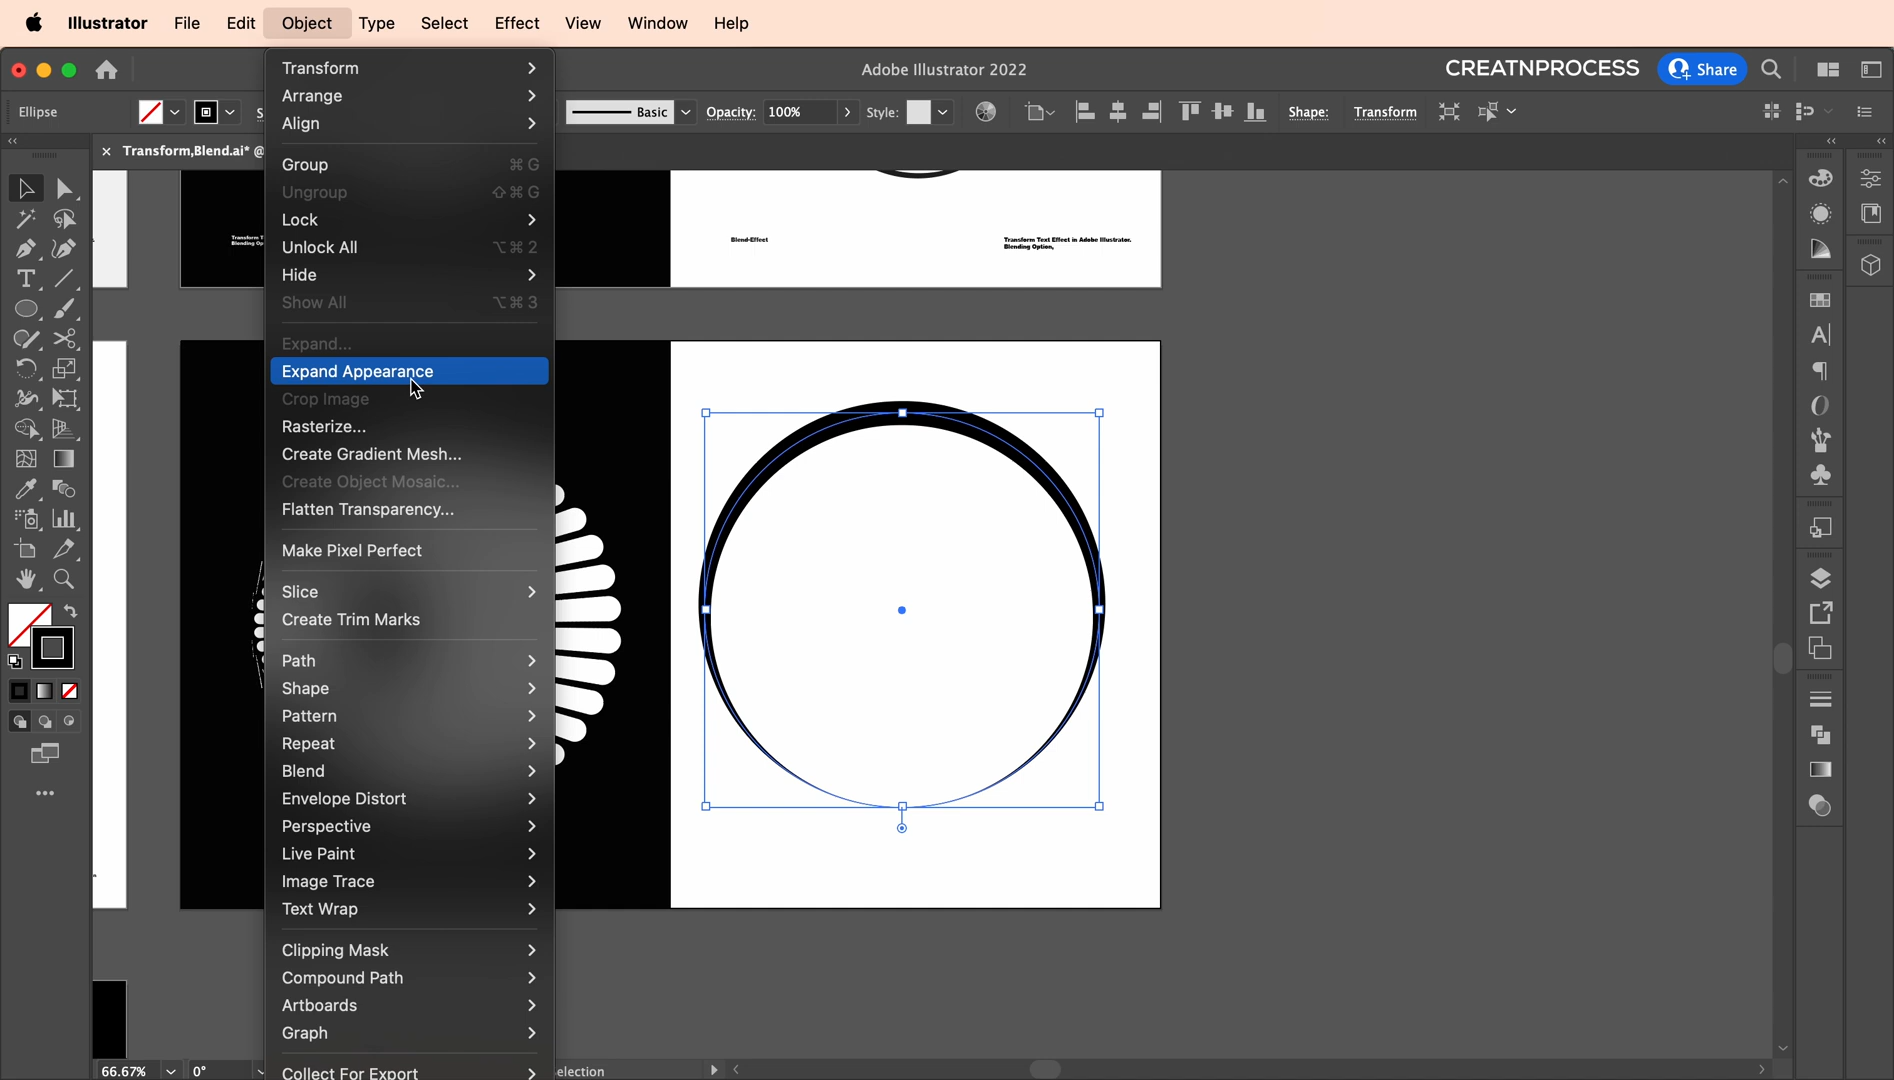 Illustrator File Edit Object Type Select Effect View Window Help
Adobe Illustrator 2022
CREATNPROCESS
Share
Ellipse
Basic
Opacity: 100%
Style:
Shape:
Transform
Transform,Blend.ai* @
Transform
Arrange
Align
Group ⌘ G
Ungroup ⇧ ⌘ G
Lock
Unlock All ⌥ ⌘ 2
Hide
Show All ⌥ ⌘ 3
Expand...
Expand Appearance
Crop Image
Rasterize...
Create Gradient Mesh...
Create Object Mosaic...
Flatten Transparency...
Make Pixel Perfect
Slice
Create Trim Marks
Path
Shape
Pattern
Repeat
Blend
Envelope Distort
Perspective
Live Paint
Image Trace
Text Wrap
Clipping Mask
Compound Path
Artboards
Graph
Collect For Export
Transform T
Blending Op
Blend-Effect
Transform Text Effect in Adobe Illustrator.
Blending Option,
66.67% 0° election